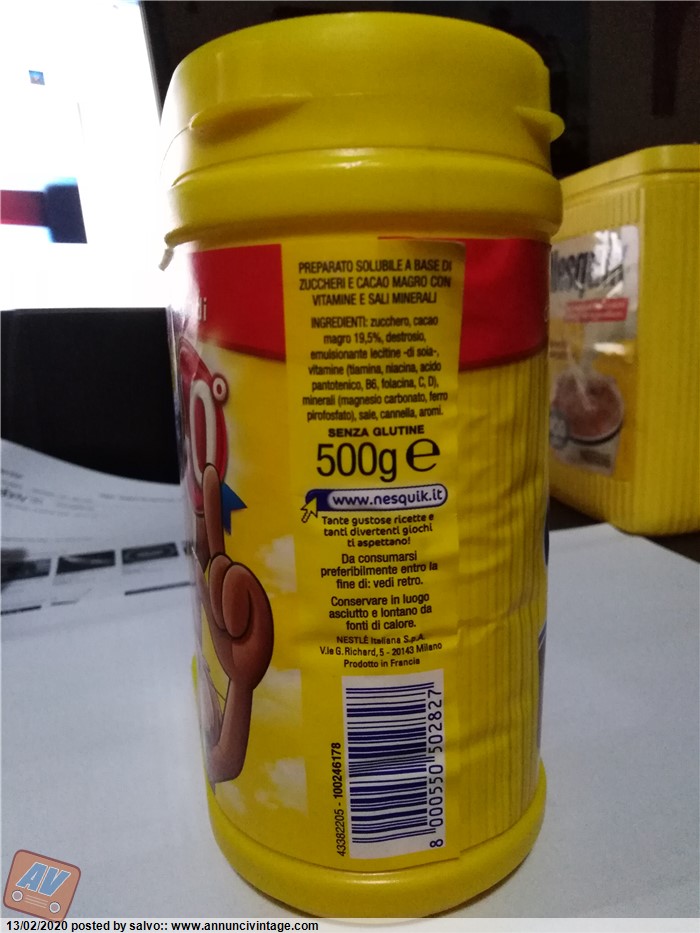 PREPARATO SOLUBILE A BASE DI
ZUCCHERI E CACAO MAGRO CON
VITAMINE E SALI MINERALI
INGREDIENTI: zucchero, cacao
magro 19,5%, destrosio,
emulsionante lecitine -di soia-,
vitamine (tiamina, niacina, acido
pantotenico, B6, folacina, C, D),
minerali (magnesio carbonato, ferro
pirofosfato), sale, cannella, aromi.
SENZA GLUTINE
500g e
www.nesquik.it
Tante gustose ricette e
tanti divertenti giochi
ti aspettano!
Da consumarsi
preferibilmente entro la
fine di: vedi retro.
Conservare in luogo
asciutto e lontano da
fonti di calore.
NESTLÉ Italiana S.p.A.
V.le G. Richard, 5 - 20143 Milano
Prodotto in Francia
43382205 - 100246178
8 000550 502827
AV
13/02/2020 posted by salvo:: www.annuncivintage.com